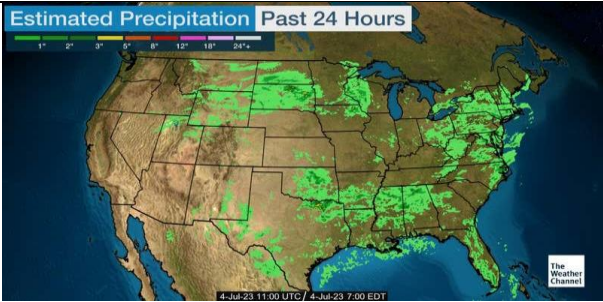 Estimated Precipitation Past 24 Hours
1" 2" 3" 5" 8" 12" 18" 24"+
The
Weather
Channel
4-Jul-23 11:00 UTC / 4-Jul-23 7:00 EDT